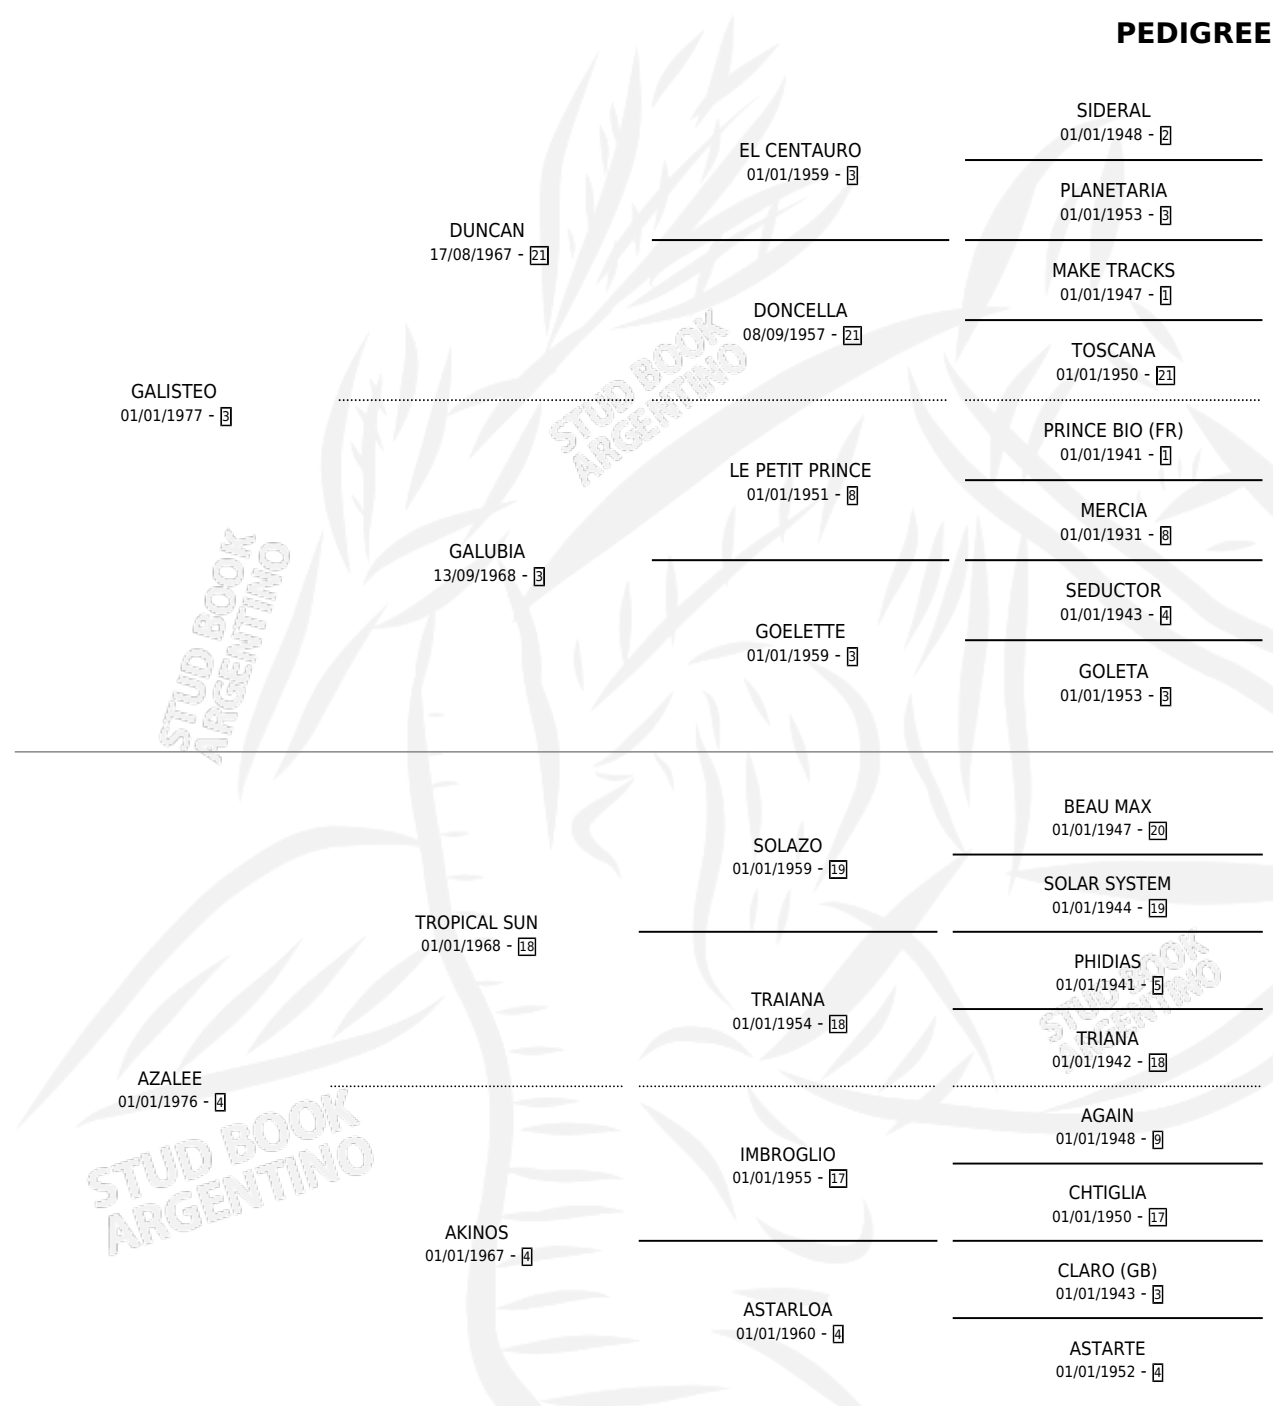 PEDIGREE
SIDERAL
01/01/1948 - 2
EL CENTAURO
01/01/1959 - 3
PLANETARIA
01/01/1953 - 3
DUNCAN
17/08/1967 - 21
MAKE TRACKS
01/01/1947 - 1
DONCELLA
08/09/1957 - 21
TOSCANA
01/01/1950 - 21
GALISTEO
01/01/1977 - 3
PRINCE BIO (FR)
01/01/1941 - 1
LE PETIT PRINCE
01/01/1951 - 8
MERCIA
01/01/1931 - 8
GALUBIA
13/09/1968 - 3
SEDUCTOR
01/01/1943 - 4
GOELETTE
01/01/1959 - 3
GOLETA
01/01/1953 - 3
BEAU MAX
01/01/1947 - 20
SOLAZO
01/01/1959 - 19
SOLAR SYSTEM
01/01/1944 - 19
TROPICAL SUN
01/01/1968 - 18
PHIDIAS
01/01/1941 - 5
TRAIANA
01/01/1954 - 18
TRIANA
01/01/1942 - 18
AZALEE
01/01/1976 - 4
AGAIN
01/01/1948 - 9
IMBROGLIO
01/01/1955 - 17
CHTIGLIA
01/01/1950 - 17
AKINOS
01/01/1967 - 4
CLARO (GB)
01/01/1943 - 3
ASTARLOA
01/01/1960 - 4
ASTARTE
01/01/1952 - 4
STUD BOOK
ARGENTINO
STUD BOOK
ARGENTINO
STUD BOOK
ARGENTINO
STUD BOOK
ARGENTINO